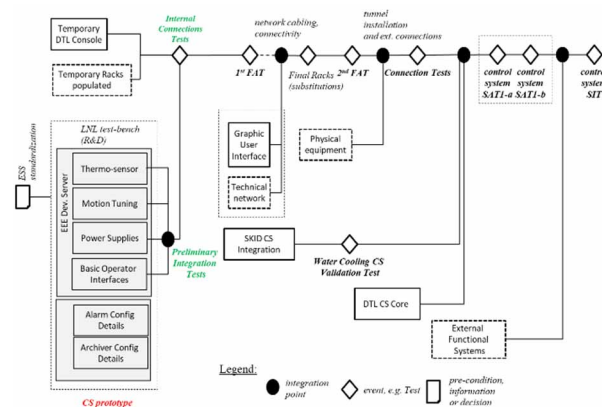 Temporary
DTL Console
Temporary Racks
populated
Internal
Connections
Tests
network cabling,
connectivity
1st FAT
Final Racks
(substitutions)
2nd FAT
tunnel
installation
and ext. connections
Connection Tests
control
system
SAT1-a
control
system
SAT1-b
control
system
SIT
ESS
standardization
LNL test-bench
(R&D)
EEE Dev. Server
Thermo-sensor
Motion Tuning
Power Supplies
Basic Operator
Interfaces
Alarm Config
Details
Archiver Config
Details
CS prototype
Preliminary
Integration
Tests
Graphic
User
Interface
Technical
network
Physical
equipment
SKID CS
Integration
Water Cooling CS
Validation Test
DTL CS Core
External
Functional
Systems
Legend:
integration
point
event, e.g. Test
pre-condition,
information
or decision